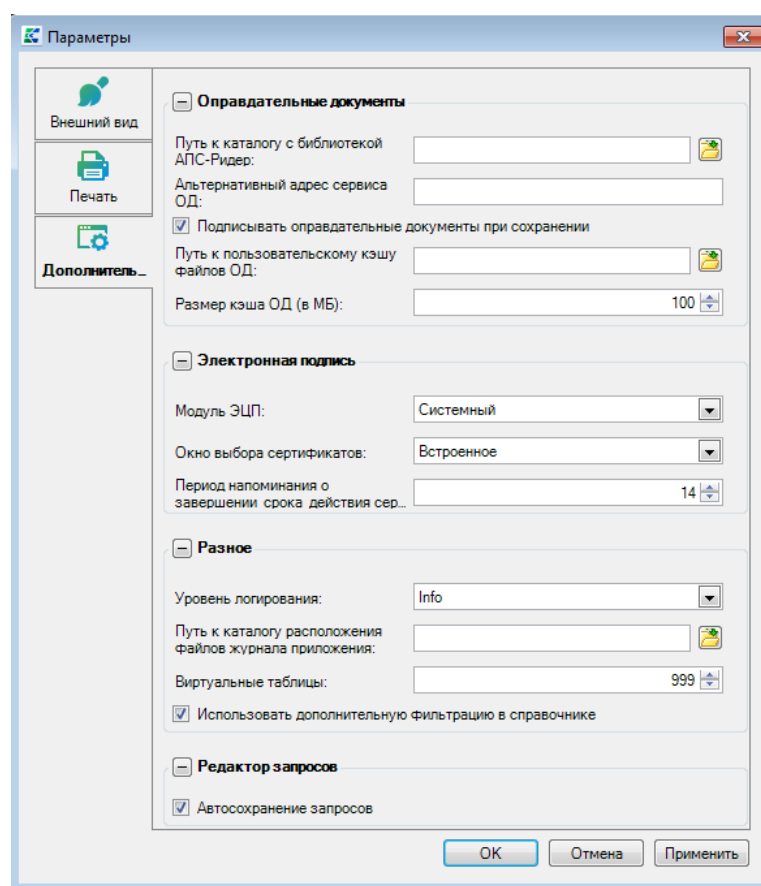 Параметры
Внешний вид
Печать
Дополнитель...
Оправдательные документы
Путь к каталогу с библиотекой
АПС-Ридер:
Альтернативный адрес сервиса
ОД:
Подписывать оправдательные документы при сохранении
Путь к пользовательскому кэшу
файлов ОД:
Размер кэша ОД (в МБ):
100
Электронная подпись
Модуль ЭЦП:
Системный
Окно выбора сертификатов:
Встроенное
Период напоминания о
завершении срока действия сер...
14
Разное
Уровень логирования:
Info
Путь к каталогу расположения
файлов журнала приложения:
Виртуальные таблицы:
999
Использовать дополнительную фильтрацию в справочнике
Редактор запросов
Автосохранение запросов
OK
Отмена
Применить